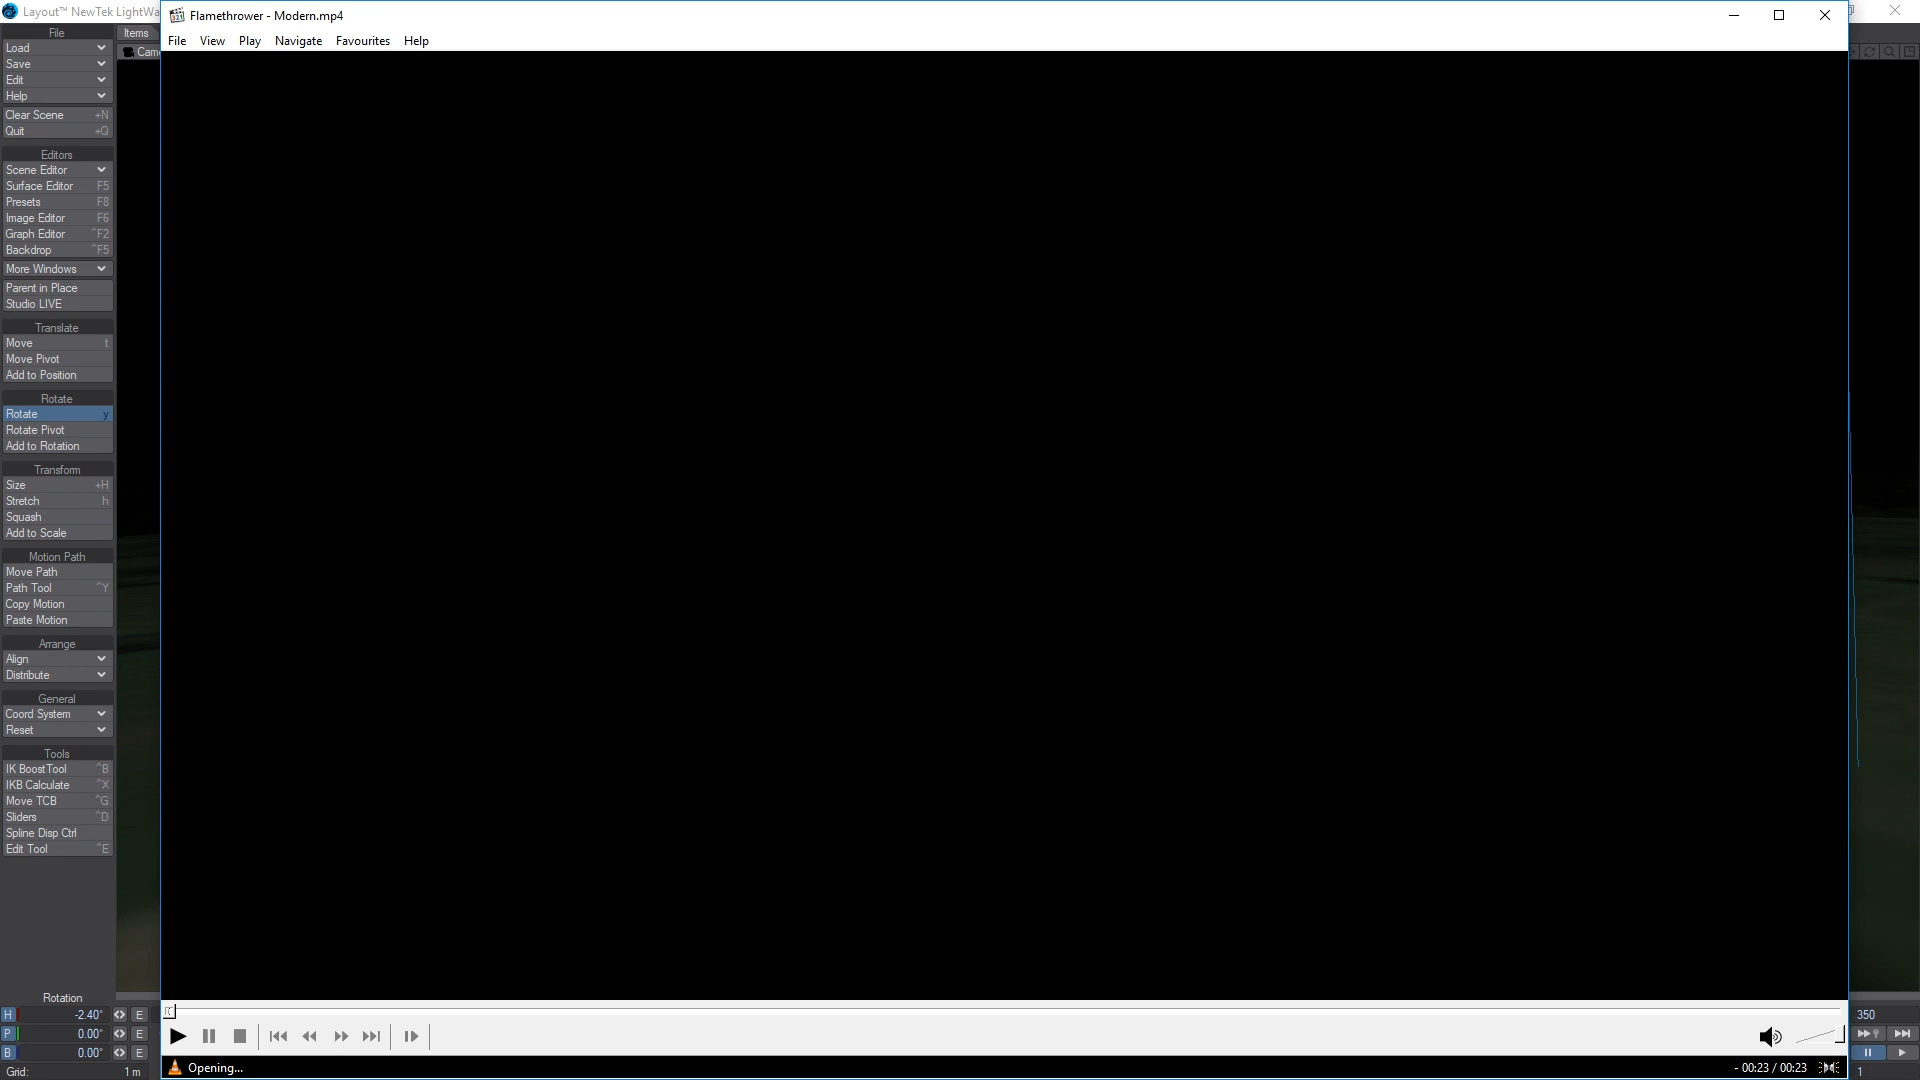 Layout™ NewTek LightWa
Flamethrower - Modern.mp4
File View Play Navigate Favourites Help
File
Load
Save
Edit
Help
Clear Scene +N
Quit +Q
Items
Cam
Editors
Scene Editor
Surface Editor F5
Presets F8
Image Editor F6
Graph Editor ^F2
Backdrop ^F5
More Windows
Parent in Place
Studio LIVE
Translate
Move t
Move Pivot
Add to Position
Rotate
Rotate y
Rotate Pivot
Add to Rotation
Transform
Size +H
Stretch h
Squash
Add to Scale
Motion Path
Move Path
Path Tool ^Y
Copy Motion
Paste Motion
Arrange
Align
Distribute
General
Coord System
Reset
Tools
IK BoostTool ^B
IKB Calculate ^X
Move TCB ^G
Sliders ^D
Spline Disp Ctrl
Edit Tool ^E
Rotation
H -2.40° E
P 0.00° E
B 0.00° E
Grid: 1 m
Opening...
- 00:23 / 00:23
350
1